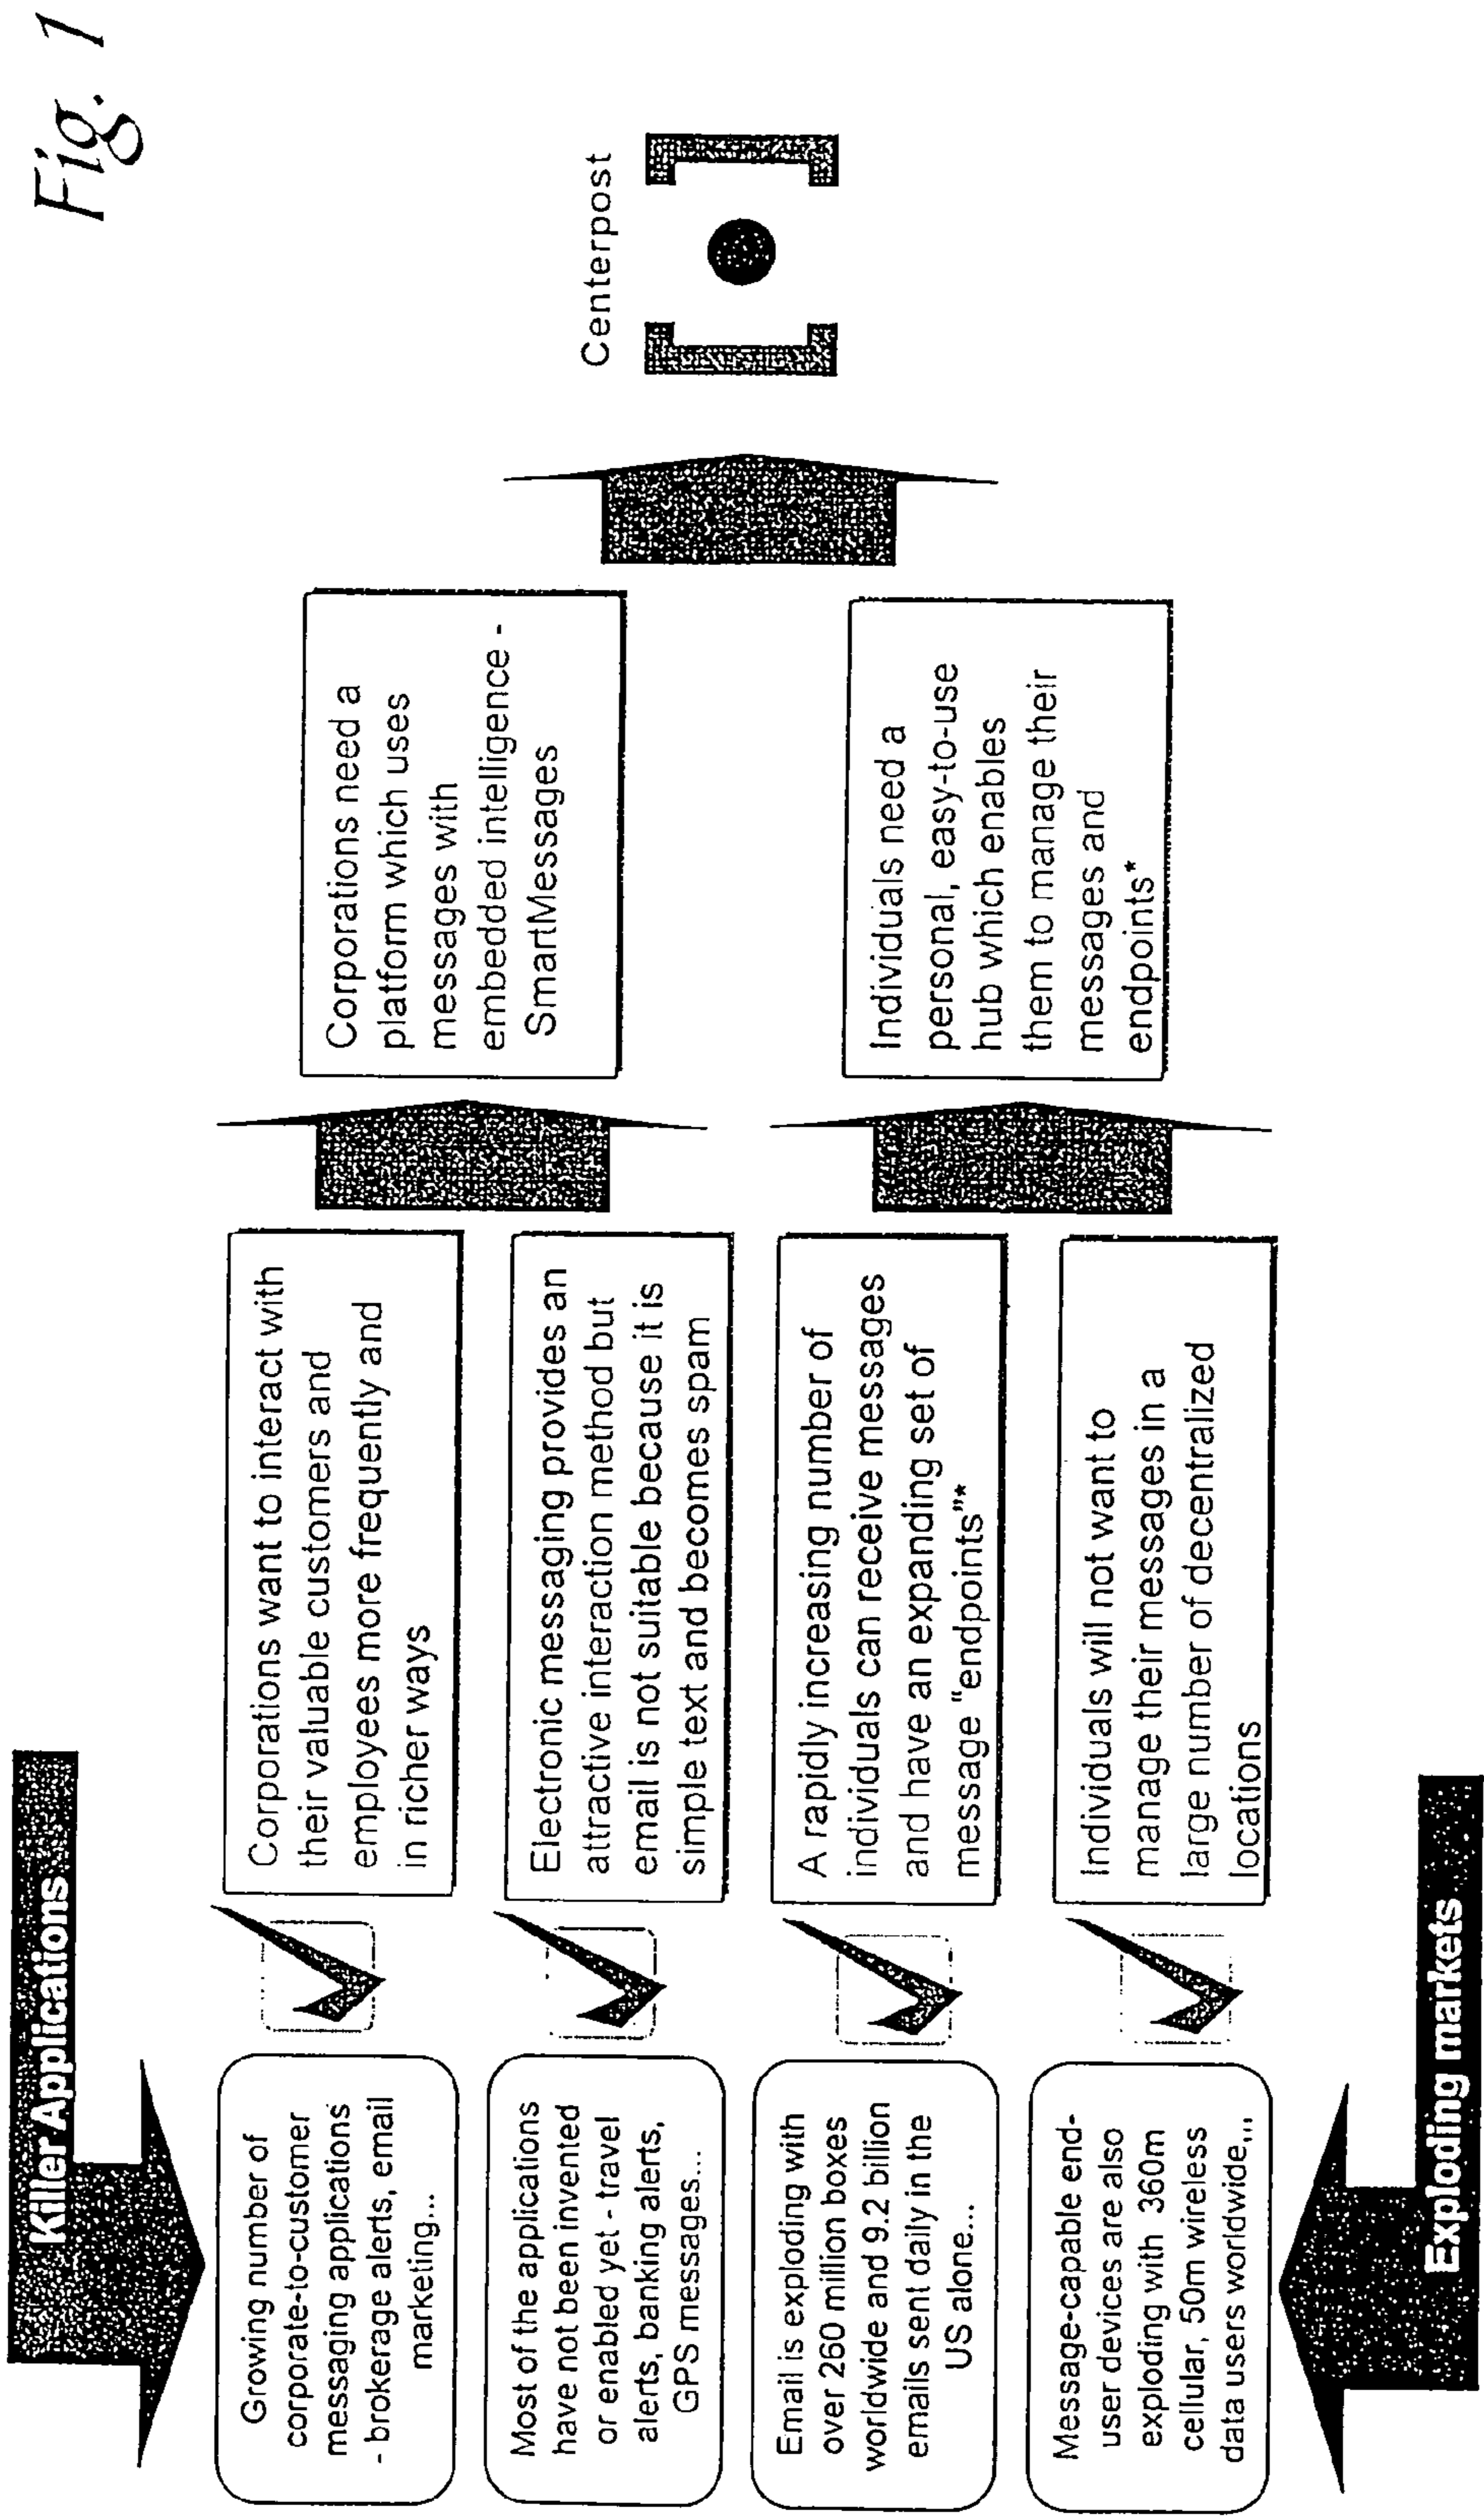 Fig. 1
Killer Applications
Growing number of
corporate-to-customer
messaging applications
- brokerage alerts, email
marketing...
Most of the applications
have not been invented
or enabled yet - travel
alerts, banking alerts,
GPS messages...
Email is exploding with
over 260 million boxes
worldwide and 9.2 billion
emails sent daily in the
US alone...
Message-capable end-
user devices are also
exploding with 360m
cellular, 50m wireless
data users worldwide,,,
Exploding markets
Corporations want to interact with
their valuable customers and
employees more frequently and
in richer ways
Electronic messaging provides an
attractive interaction method but
email is not suitable because it is
simple text and becomes spam
A rapidly increasing number of
individuals can receive messages
and have an expanding set of
message "endpoints"*
Individuals will not want to
manage their messages in a
large number of decentralized
locations
Corporations need a
platform which uses
messages with
embedded intelligence -
SmartMessages
Individuals need a
personal, easy-to-use
hub which enables
them to manage their
messages and
endpoints*
Centerpost